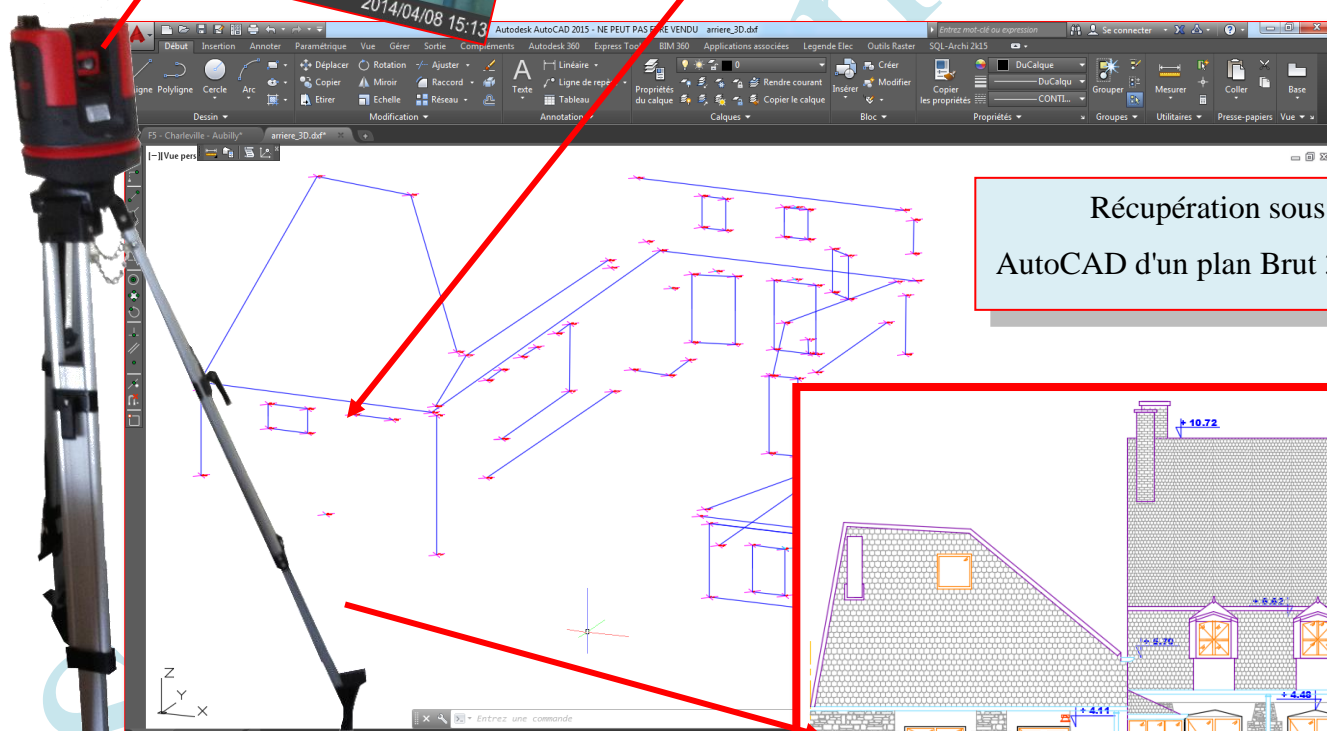 2014/04/08 15:13
Autodesk AutoCAD 2015 - NE PEUT PAS ETRE VENDU arriere_3D.dxf
Entrez mot-clé ou expression
Se connecter
Début Insertion Annoter Paramétrique Vue Gérer Sortie Compléments Autodesk 360 Express Tools BIM 360 Applications associées Legende Elec Outils Raster SQL-Archi 2k15
Déplacer Rotation Ajuster
Copier Miroir Raccord
Etirer Echelle Réseau
Ligne Polyligne Cercle Arc
Texte
Linéaire
Ligne de repère
Tableau
Propriétés du calque
0
Rendre courant
Copier le calque
Insérer
Créer
Modifier
Copier les propriétés
DuCalque
DuCalqu
CONTI...
Grouper
Mesurer
Coller
Base
Dessin Modification Annotation Calques Bloc Propriétés Groupes Utilitaires Presse-papiers Vue
F5 - Charleville - Aubilly* arriere_3D.dxf*
[-][Vue pers
Récupération sous
AutoCAD d'un plan Brut
+ 10.72
+ 6.62
+ 5.70
+ 4.48
+ 4.11
Z
Y
X
Entrez une commande